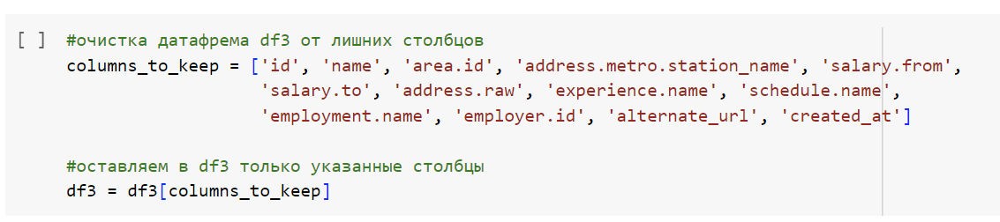 [ ] #очистка датафрема df3 от лишних столбцов
columns_to_keep = ['id', 'name', 'area.id', 'address.metro.station_name', 'salary.from',
'salary.to', 'address.raw', 'experience.name', 'schedule.name',
'employment.name', 'employer.id', 'alternate_url', 'created_at']
#оставляем в df3 только указанные столбцы
df3 = df3[columns_to_keep]